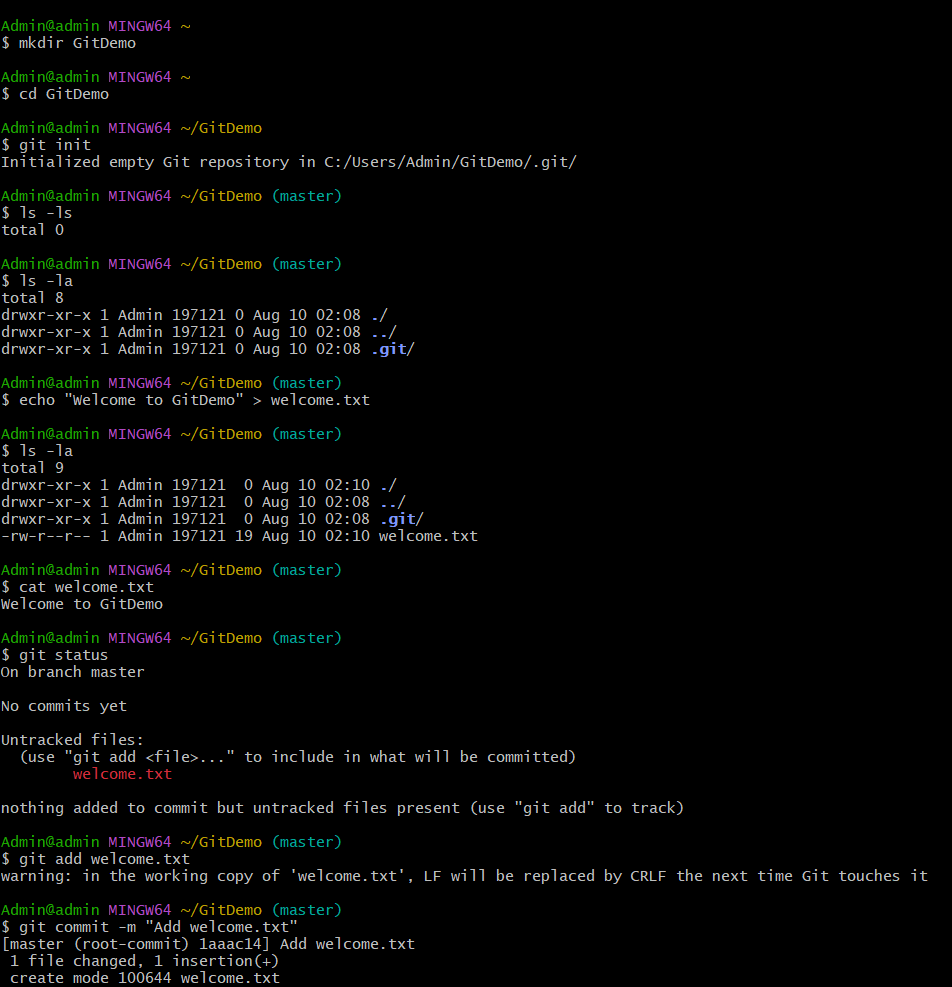 Admin@admin MINGW64 ~
$ mkdir GitDemo
Admin@admin MINGW64 ~
$ cd GitDemo
Admin@admin MINGW64 ~/GitDemo
$ git init
Initialized empty Git repository in C:/Users/Admin/GitDemo/.git/
Admin@admin MINGW64 ~/GitDemo (master)
$ ls -ls
total 0
Admin@admin MINGW64 ~/GitDemo (master)
$ ls -la
total 8
drwxr-xr-x 1 Admin 197121 0 Aug 10 02:08 ./
drwxr-xr-x 1 Admin 197121 0 Aug 10 02:08 ../
drwxr-xr-x 1 Admin 197121 0 Aug 10 02:08 .git/
Admin@admin MINGW64 ~/GitDemo (master)
$ echo "Welcome to GitDemo" > welcome.txt
Admin@admin MINGW64 ~/GitDemo (master)
$ ls -la
total 9
drwxr-xr-x 1 Admin 197121  0 Aug 10 02:10 ./
drwxr-xr-x 1 Admin 197121  0 Aug 10 02:08 ../
drwxr-xr-x 1 Admin 197121  0 Aug 10 02:08 .git/
-rw-r--r-- 1 Admin 197121 19 Aug 10 02:10 welcome.txt
Admin@admin MINGW64 ~/GitDemo (master)
$ cat welcome.txt
Welcome to GitDemo
Admin@admin MINGW64 ~/GitDemo (master)
$ git status
On branch master
No commits yet
Untracked files:
  (use "git add <file>..." to include in what will be committed)
        welcome.txt
nothing added to commit but untracked files present (use "git add" to track)
Admin@admin MINGW64 ~/GitDemo (master)
$ git add welcome.txt
warning: in the working copy of 'welcome.txt', LF will be replaced by CRLF the next time Git touches it
Admin@admin MINGW64 ~/GitDemo (master)
$ git commit -m "Add welcome.txt"
[master (root-commit) 1aaac14] Add welcome.txt
 1 file changed, 1 insertion(+)
 create mode 100644 welcome.txt